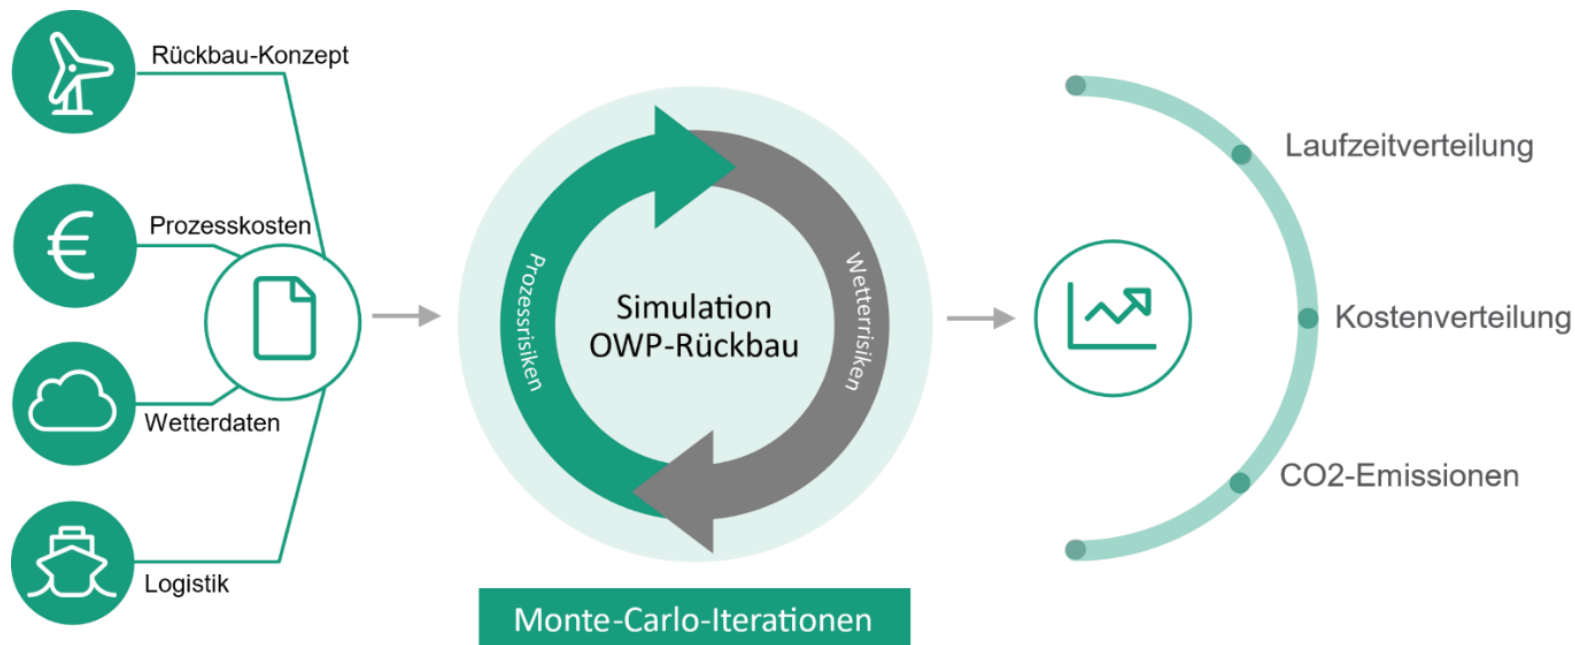 Rückbau-Konzept
Prozesskosten
Wetterdaten
Logistik
Prozessrisiken
Simulation
OWP-Rückbau
Wetterrisiken
Monte-Carlo-Iterationen
Laufzeitverteilung
Kostenverteilung
CO2-Emissionen